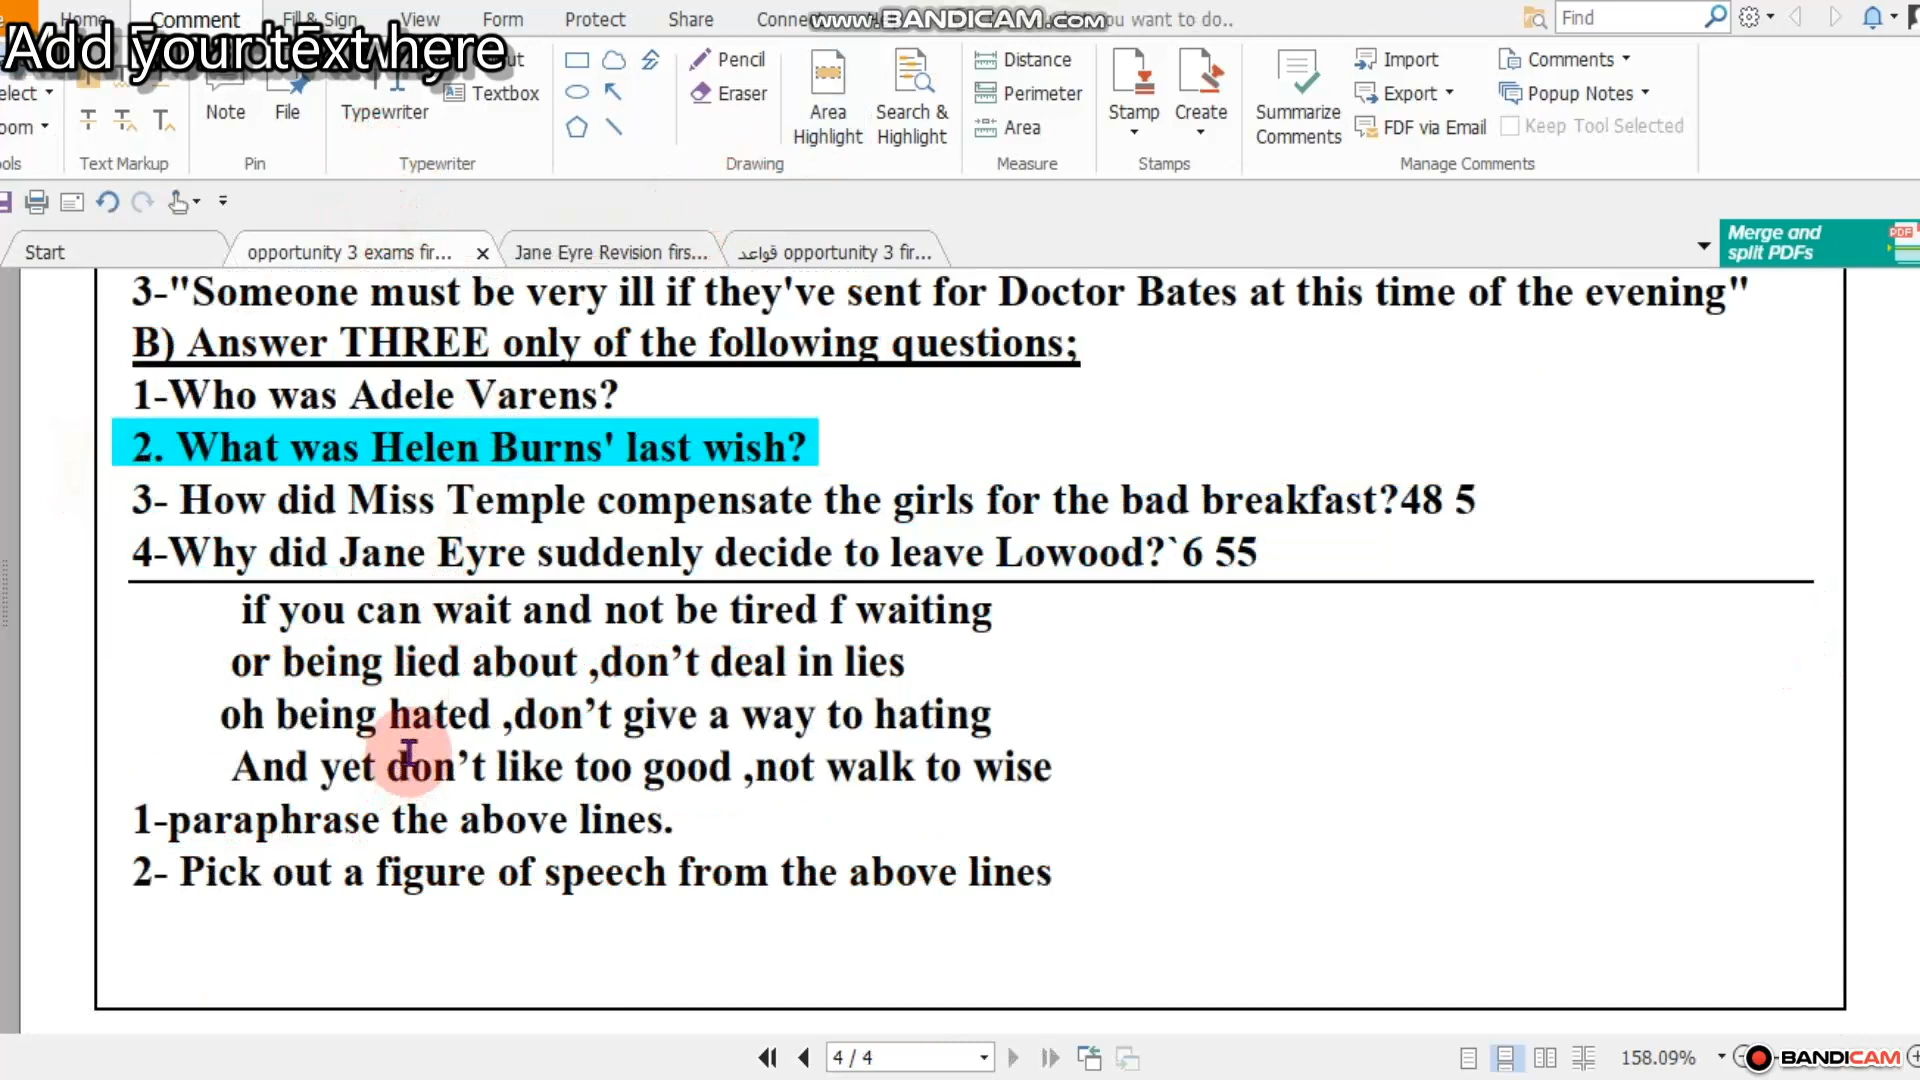 Home Comment Fill & Sign View Form Protect Share Connect www.BANDICAM.com you want to do.. Find
Add your text here
Pencil Distance Import Comments
elect Textbox Eraser Perimeter Export Popup Notes
oom Note File Typewriter Area Highlight Search & Highlight Area Stamp Create Summarize Comments FDF via Email Keep Tool Selected
ools Text Markup Pin Typewriter Drawing Measure Stamps Manage Comments
Start opportunity 3 exams fir... Jane Eyre Revision firs... قواعد opportunity 3 fir...
Merge and
split PDFs
PDF
3-"Someone must be very ill if they've sent for Doctor Bates at this time of the evening"
B) Answer THREE only of the following questions;
1-Who was Adele Varens?
2. What was Helen Burns' last wish?
3- How did Miss Temple compensate the girls for the bad breakfast?48 5
4-Why did Jane Eyre suddenly decide to leave Lowood?`6 55
if you can wait and not be tired f waiting
or being lied about ,don’t deal in lies
oh being hated ,don’t give a way to hating
And yet don’t like too good ,not walk to wise
1-paraphrase the above lines.
2- Pick out a figure of speech from the above lines
4 / 4 158.09% BANDICAM